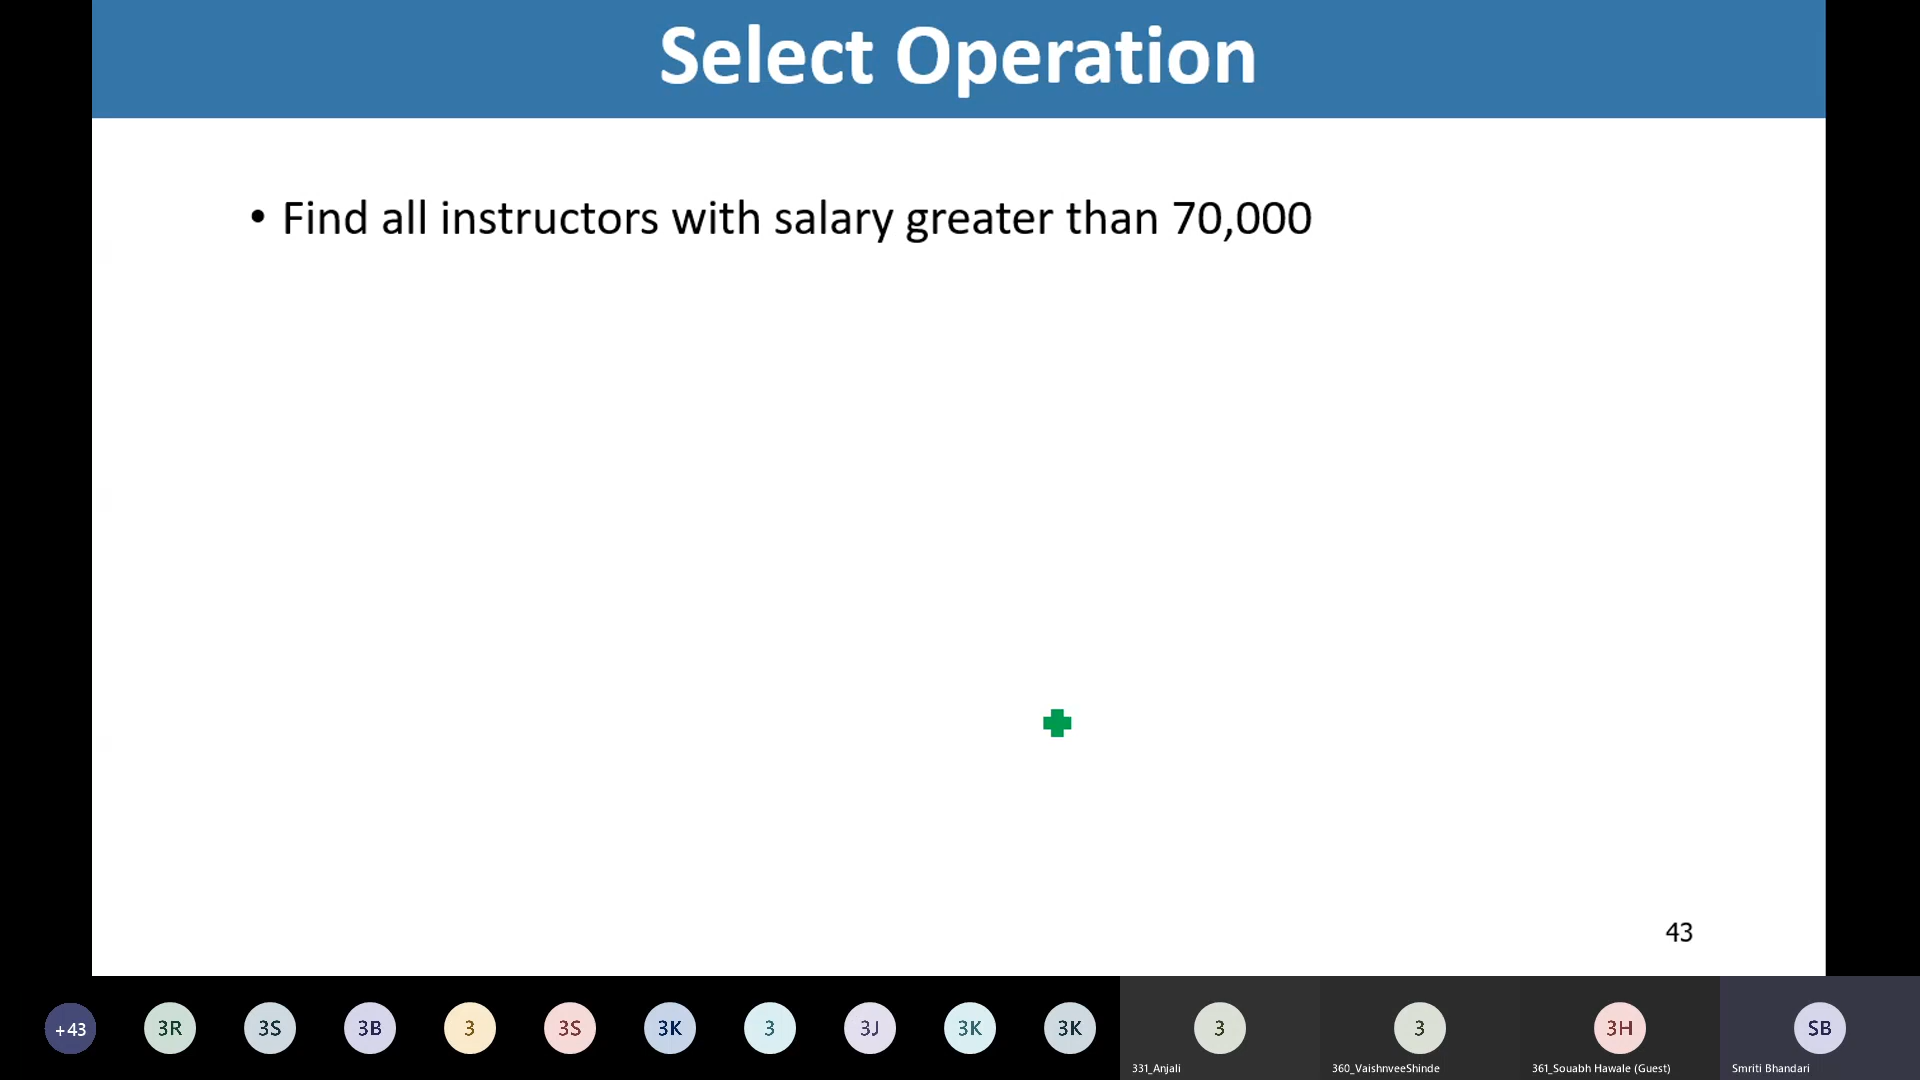 Select Operation
• Find all instructors with salary greater than 70,000
43
+43 3R 3S 3B 3 3S 3K 3 3J 3K 3K 3 3 3H SB
331_Anjali 360_VaishnveeShinde 361_Souabh Hawale (Guest) Smriti Bhandari